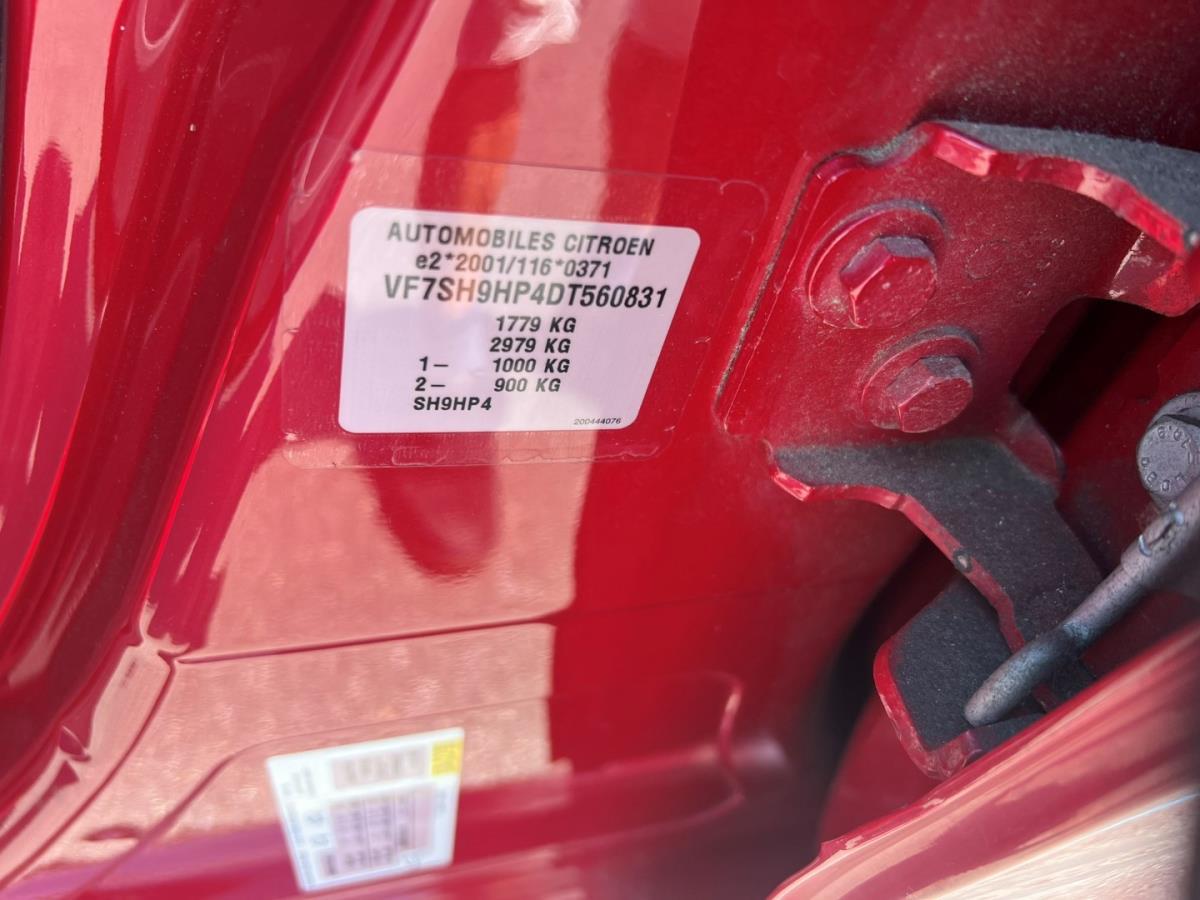 AUTOMOBILES CITROEN
e2*2001/116*0371
VF7SH9HP4DT560831
1779 KG
2979 KG
1— 1000 KG
2— 900 KG
SH9HP4
200444076